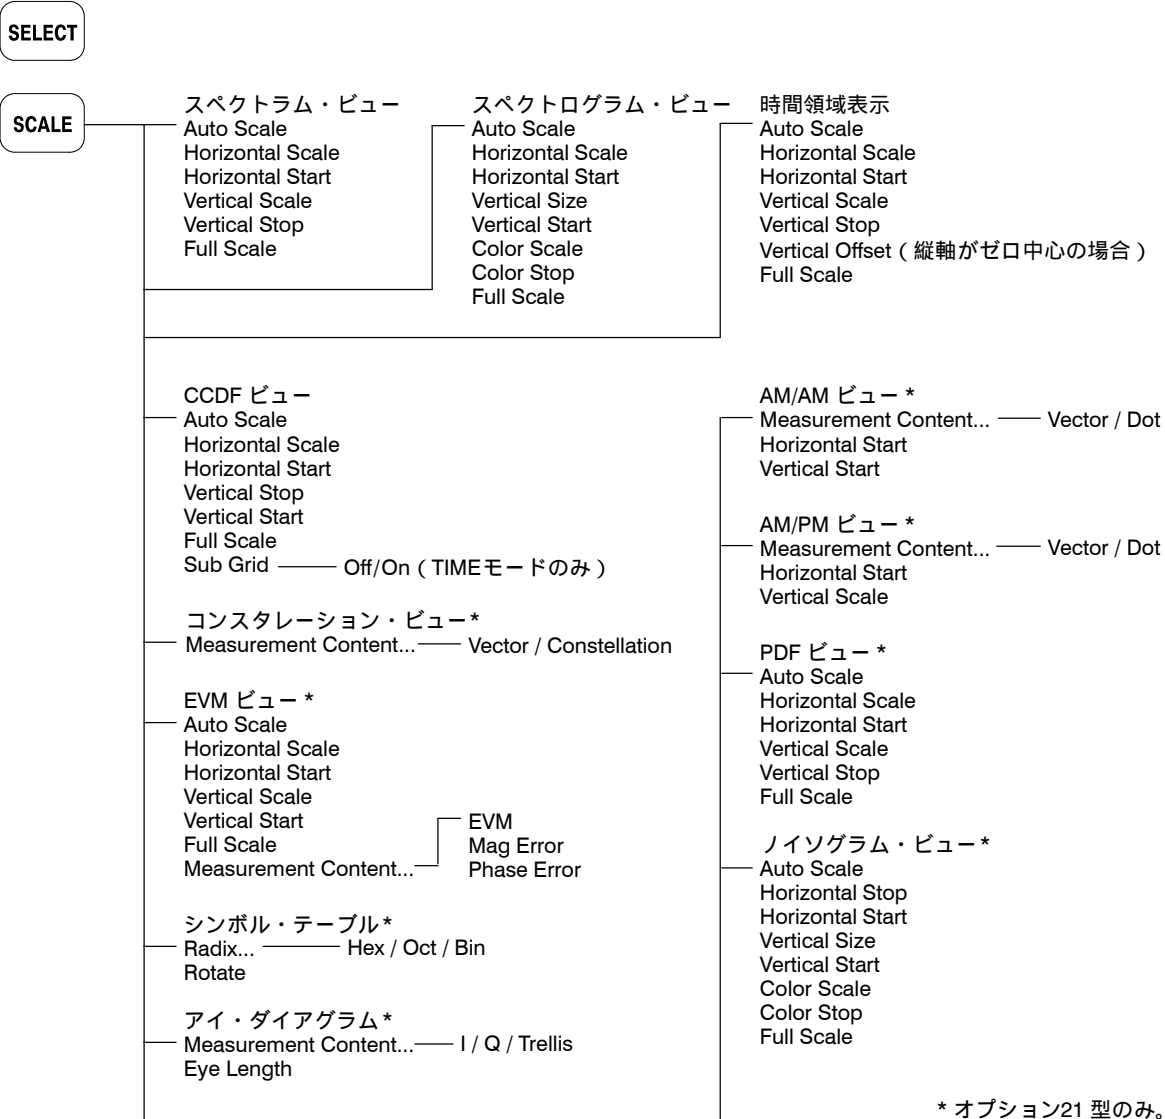 SELECT
SCALE
スペクトラム・ビュー
Auto Scale
Horizontal Scale
Horizontal Start
Vertical Scale
Vertical Stop
Full Scale
スペクトログラム・ビュー
Auto Scale
Horizontal Scale
Horizontal Start
Vertical Size
Vertical Start
Color Scale
Color Stop
Full Scale
時間領域表示
Auto Scale
Horizontal Scale
Horizontal Start
Vertical Scale
Vertical Stop
Vertical Offset（縦軸がゼロ中心の場合）
Full Scale
CCDF ビュー
Auto Scale
Horizontal Scale
Horizontal Start
Vertical Stop
Vertical Start
Full Scale
Sub Grid Off/On（TIMEモードのみ）
コンスタレーション・ビュー*
Measurement Content... Vector / Constellation
EVM ビュー*
Auto Scale
Horizontal Scale
Horizontal Start
Vertical Scale
Vertical Start
Full Scale
Measurement Content...
EVM
Mag Error
Phase Error
シンボル・テーブル*
Radix... Hex / Oct / Bin
Rotate
アイ・ダイアグラム*
Measurement Content... I / Q / Trellis
Eye Length
AM/AM ビュー*
Measurement Content... Vector / Dot
Horizontal Start
Vertical Start
AM/PM ビュー*
Measurement Content... Vector / Dot
Horizontal Start
Vertical Scale
PDF ビュー*
Auto Scale
Horizontal Scale
Horizontal Start
Vertical Scale
Vertical Stop
Full Scale
ノイソグラム・ビュー*
Auto Scale
Horizontal Stop
Horizontal Start
Vertical Size
Vertical Start
Color Scale
Color Stop
Full Scale
* オプション21 型のみ。